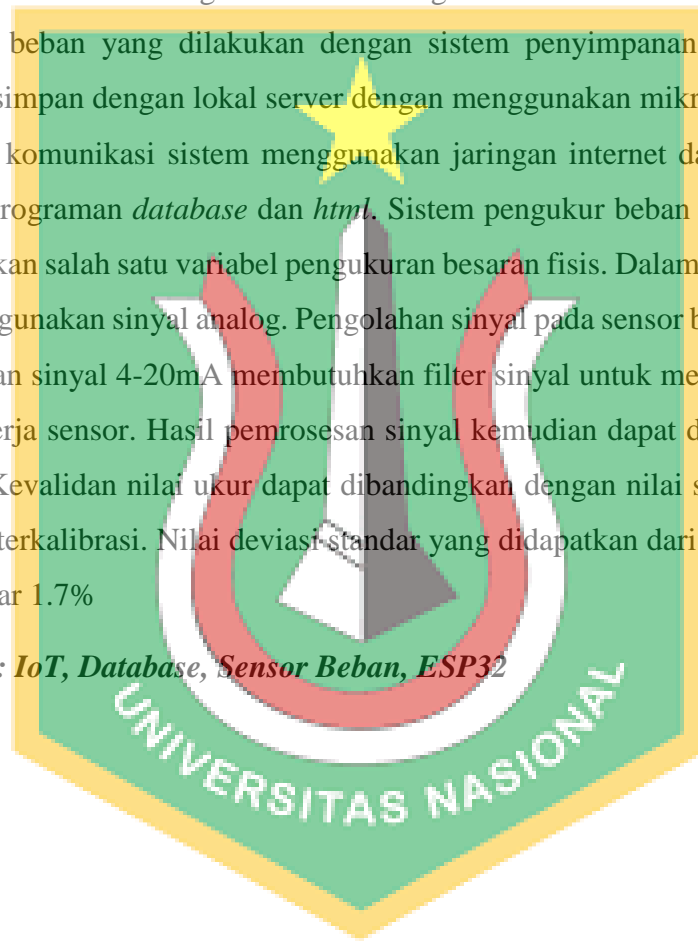 beban yang dilakukan dengan sistem penyimpanan
simpan dengan lokal server dengan menggunakan mikr
komunikasi sistem menggunakan jaringan internet da
rograman database dan html. Sistem pengukur beban
kan salah satu variabel pengukuran besaran fisis. Dalam
gunakan sinyal analog. Pengolahan sinyal pada sensor b
an sinyal 4-20mA membutuhkan filter sinyal untuk me
erja sensor. Hasil pemrosesan sinyal kemudian dapat d
Kevalidan nilai ukur dapat dibandingkan dengan nilai s
terkalibrasi. Nilai deviasi standar yang didapatkan dari
ar 1.7%
: IoT, Database, Sensor Beban, ESP32
UNIVERSITAS NASIONAL